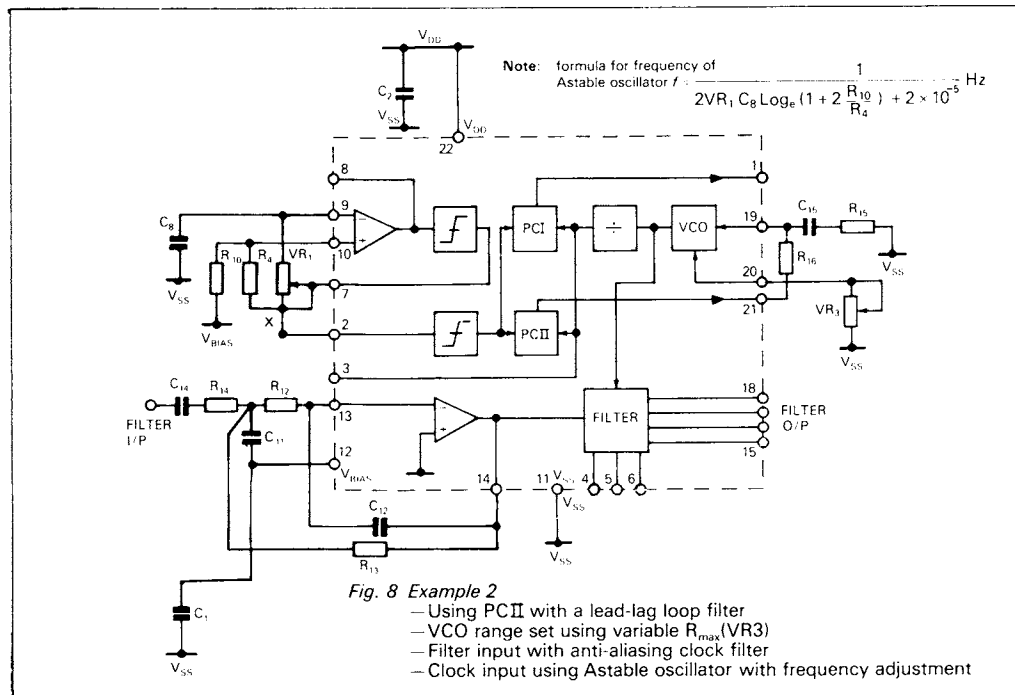 V_DD
Note: formula for frequency of
Astable oscillator f = 1 / (2VR₁ C₈ Log_e (1 + 2 R₁₀/R₄) + 2 × 10⁻⁵) Hz
C₂
V_SS
V_DD
22
8
1
9
10
7
2
3
C₈
V_SS
R₁₀
R₄
VR₁
V_BIAS
X
− +
PCI
÷
VCO
PCII
19
C₁₅
R₁₅
V_SS
R₁₆
20
21
VR₃
V_SS
FILTER I/P
C₁₄
R₁₄
R₁₂
C₁₁
13
12
V_BIAS
− +
FILTER
18
FILTER O/P
15
14
11
V_SS
V_SS
V_SS
4
5
6
C₁₂
R₁₃
C₁
V_SS
Fig. 8 Example 2
— Using PCII with a lead-lag loop filter
— VCO range set using variable R_max(VR3)
— Filter input with anti-aliasing clock filter
— Clock input using Astable oscillator with frequency adjustment